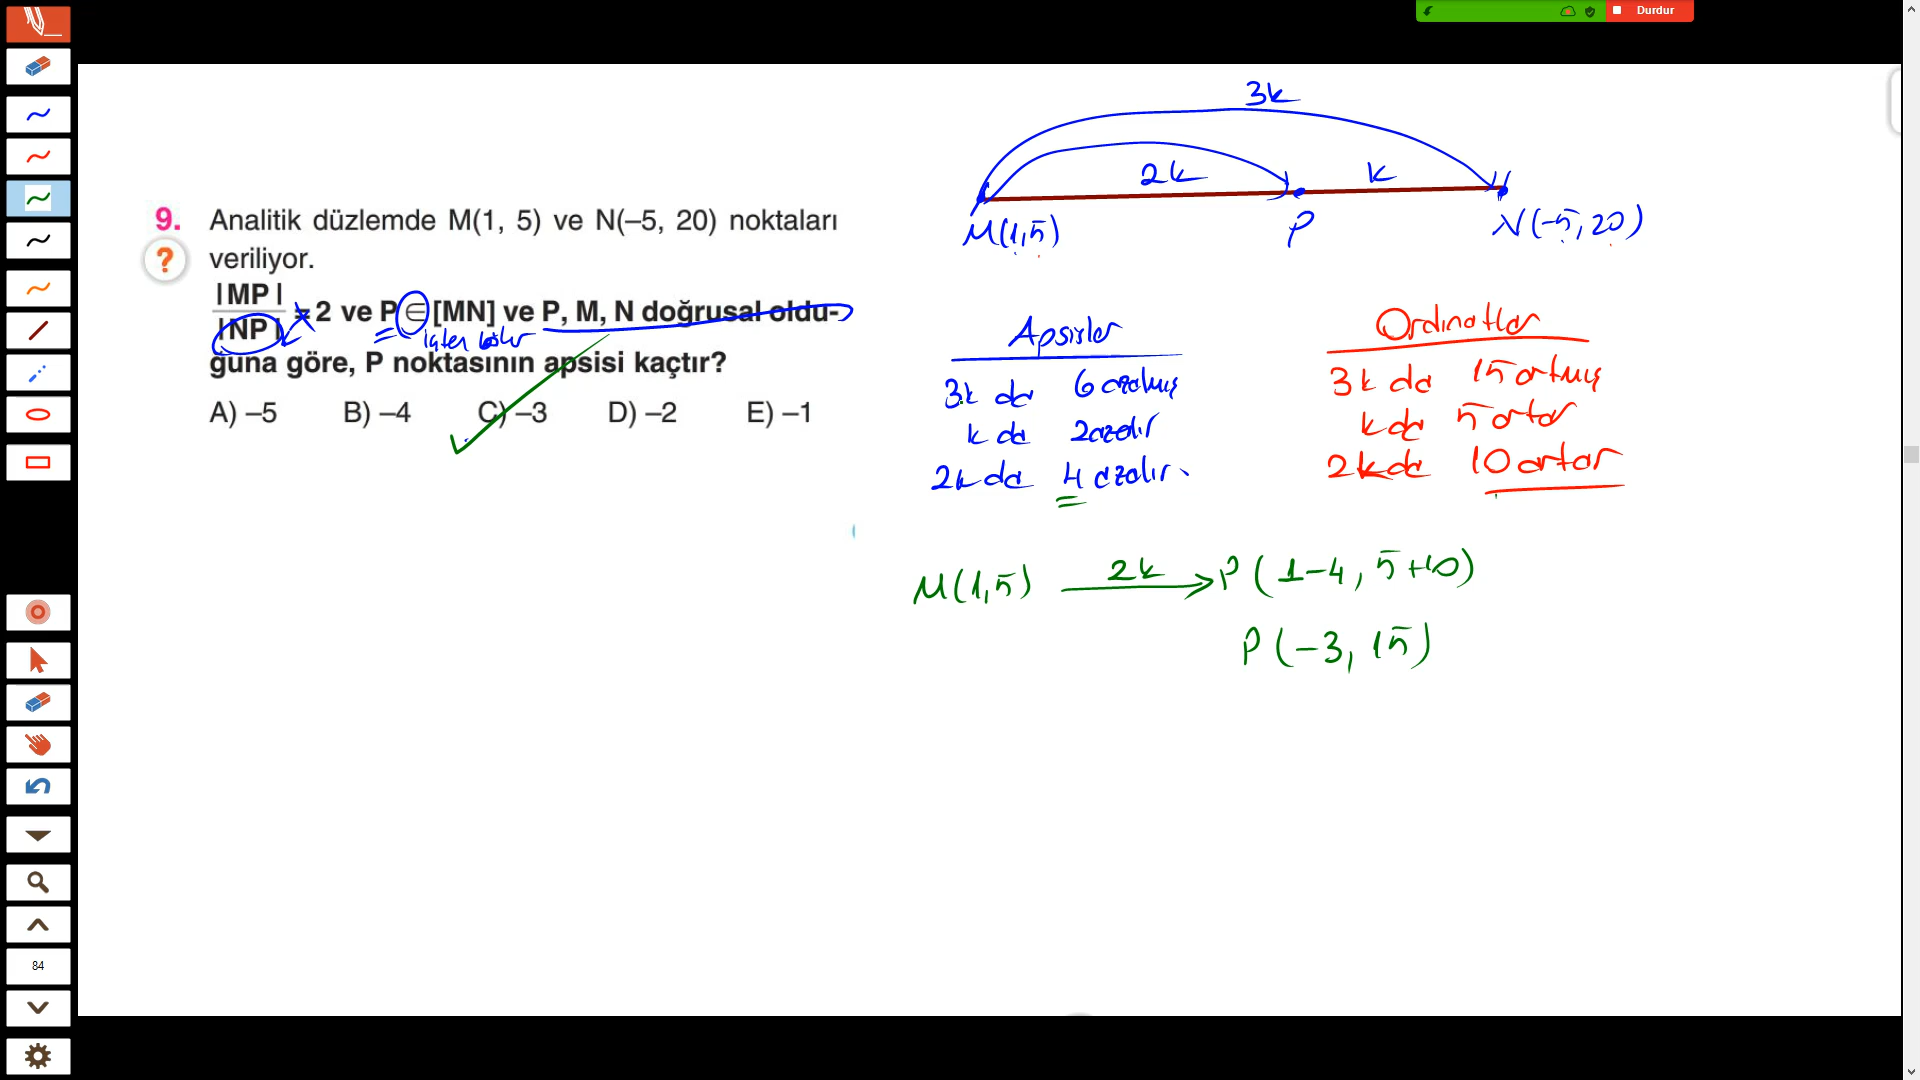 Durdur
9. Analitik düzlemde M(1, 5) ve N(–5, 20) noktaları
? veriliyor.
|MP|
|NP|
= 2 ve P ∈ [MN] ve P, M, N doğrusal oldu-
içten böler
ğuna göre, P noktasının apsisi kaçtır?
A) –5 B) –4 C) –3 D) –2 E) –1
3k
2k k
M(1,5) P N(-5,20)
Apsisler
3k da 6 azalmış
k da 2 azalır
2k da 4 azalır
Ordinatlar
3k da 15 artmış
k da 5 artar
2k da 10 artar
M(1,5) 2k P(1-4, 5+10)
P(-3, 15)
84